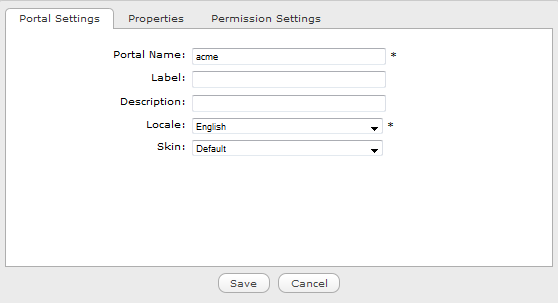 Portal Settings Properties Permission Settings
Portal Name: acme *
Label:
Description:
Locale: English *
Skin: Default
Save Cancel